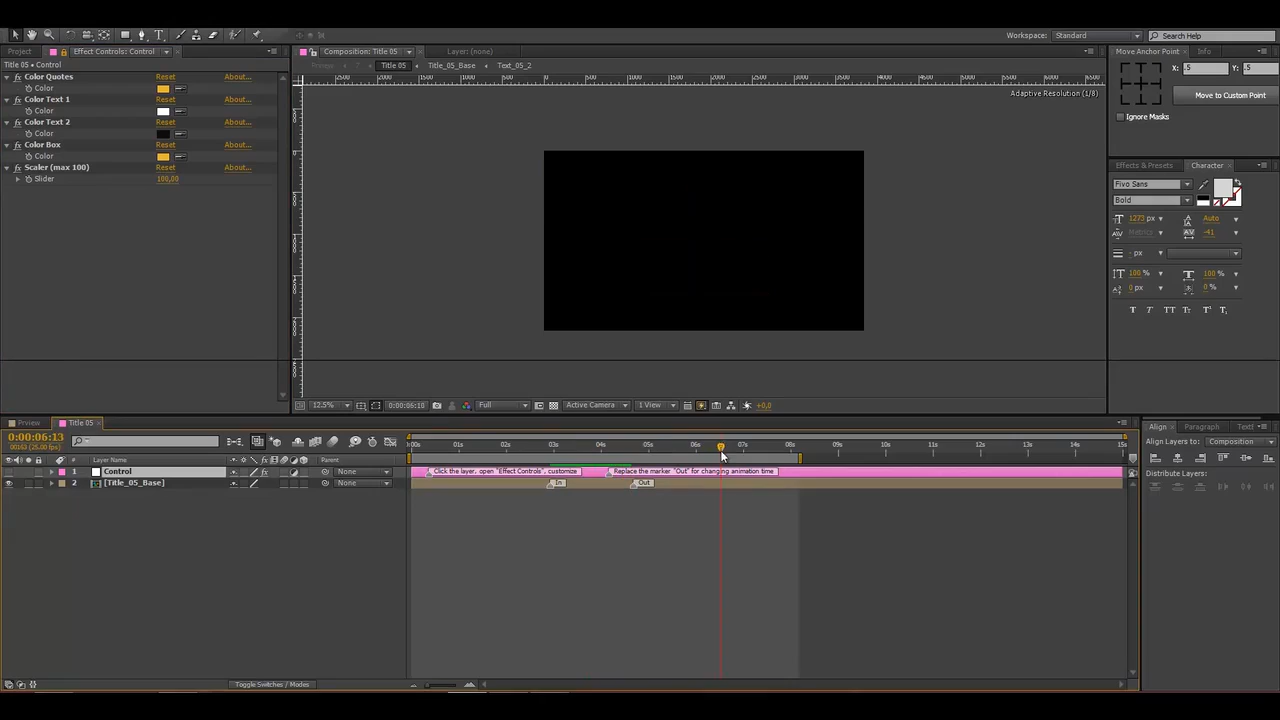 Workspace: Standard
Search Help
Project
Effect Controls: Control
Composition: Title 05
Layer: (none)
Move Anchor Point
Info
Title 05 • Control
Title 05
Title_05_Base
Text_05_2
Color Quotes Reset About...
Color
Color Text 1 Reset About...
Color
Color Text 2 Reset About...
Color
Color Box Reset About...
Color
Scaler (max 100) Reset About...
Slider 100,00
Adaptive Resolution (1/8)
X: .5 Y: .5
Move to Custom Point
Ignore Masks
Effects & Presets
Character
Fivo Sans
Bold
1273 px Auto
Metrics -41
- px
100 % 100 %
0 px 0 %
12.5%
0:00:06:10
Full
Active Camera
1 View
+0,0
Prview
Title 05
0:00:06:13
00163 (25.00 fps)
Layer Name
Parent
1 Control None
2 [Title_05_Base] None
01s 02s 03s 04s 05s 06s 07s 08s 09s 10s 11s 12s 13s 14s 15s
Click the layer, open "Effect Controls", customize
Replace the marker "Out" for changing animation time
In
Out
Toggle Switches / Modes
Align
Paragraph
Text
Align Layers to: Composition
Distribute Layers: